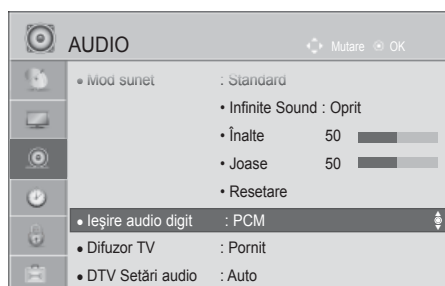 AUDIO Mutare OK
• Mod sunet : Standard
• Infinite Sound : Oprit
• Înalte 50
• Joase 50
• Resetare
• Ieşire audio digit : PCM
• Difuzor TV : Pornit
• DTV Setări audio : Auto